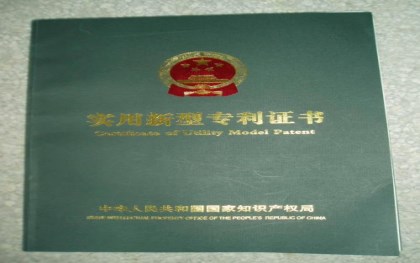 实用新型专利证书
Certificate of Utility Model Patent
中华人民共和国国家知识产权局
STATE INTELLECTUAL PROPERTY OFFICE OF THE PEOPLE'S REPUBLIC OF CHINA